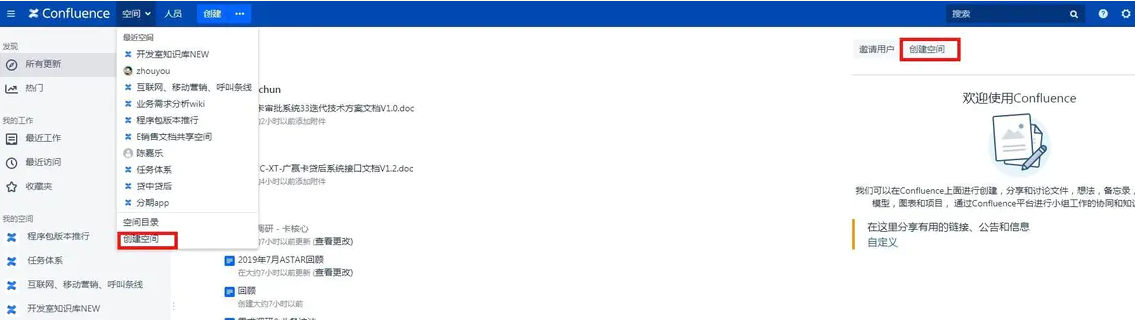 Confluence 空间 人员 创建 ··· 搜索
发现
所有更新
热门
我的工作
最近工作
最近访问
收藏夹
我的空间
程序包版本推行
任务体系
互联网、移动营销、呼叫条线
开发室知识库NEW
最近空间
开发室知识库NEW
zhouyou
互联网、移动营销、呼叫条线
业务需求分析wiki
程序包版本推行
E销售文档共享空间
陈嘉乐
任务体系
贷中贷后
分期app
空间目录
创建空间
chun
卡审批系统33迭代技术方案文档V1.0.doc
约2小时以前添加附件
C-XT-广赢卡贷后系统接口文档V1.2.doc
约4小时以前添加附件
调研 - 卡核心
约7小时以前更新 (查看更改)
2019年7月ASTAR回顾
在大约7小时以前更新 (查看更改)
回顾
创建大约7小时以前
邀请用户 创建空间
欢迎使用Confluence
我们可以在Confluence上面进行创建，分享和讨论文件，想法，备忘录，
模型，图表和项目， 通过Confluence平台进行小组工作的协同和知
在这里分享有用的链接、公告和信息
自定义